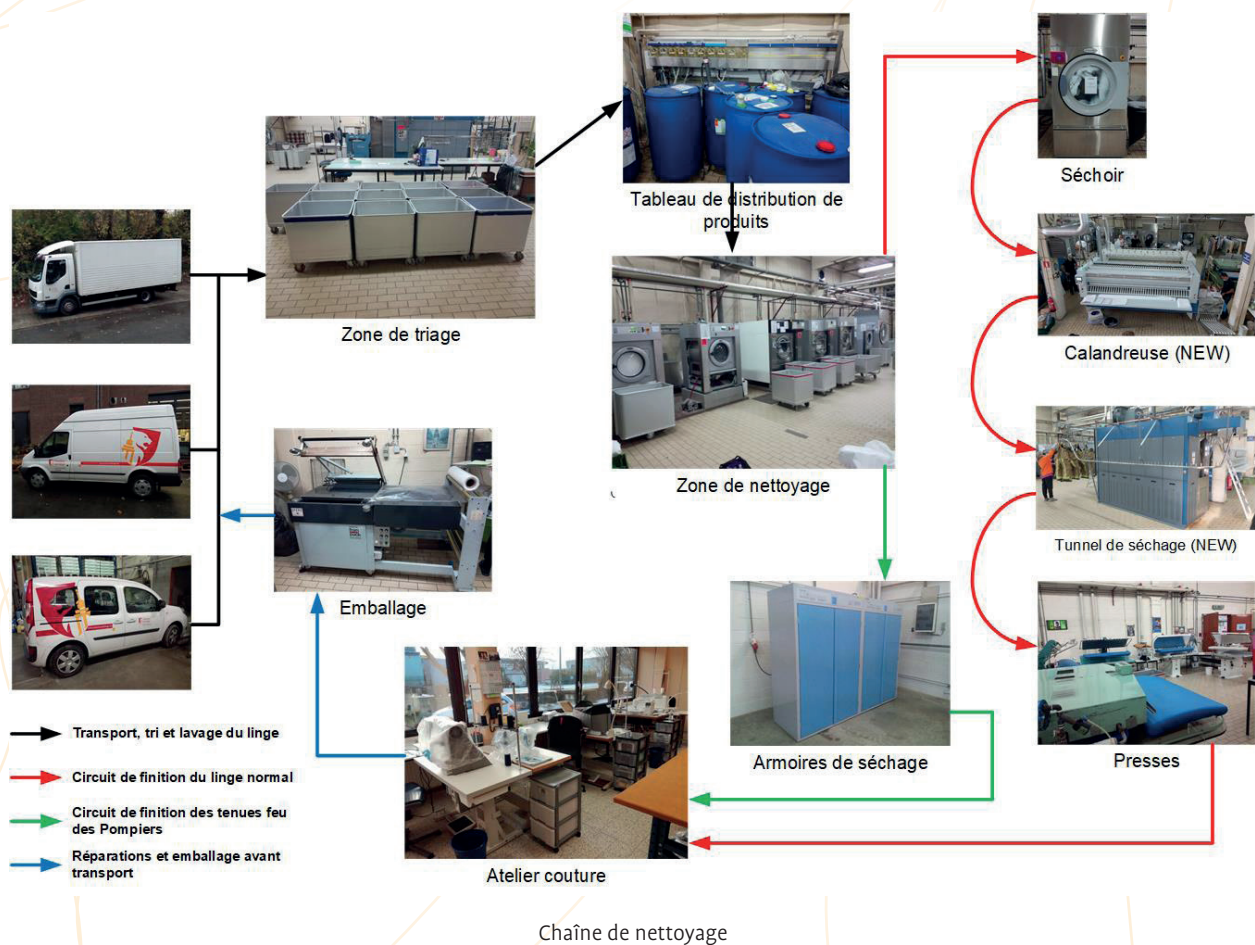 Séchoir
Tableau de distribution de
produits
Zone de triage
Calandreuse (NEW)
Zone de nettoyage
Tunnel de séchage (NEW)
Emballage
Armoires de séchage
Presses
Atelier couture
Transport, tri et lavage du linge
Circuit de finition du linge normal
Circuit de finition des tenues feu
des Pompiers
Réparations et emballage avant
transport
Chaîne de nettoyage